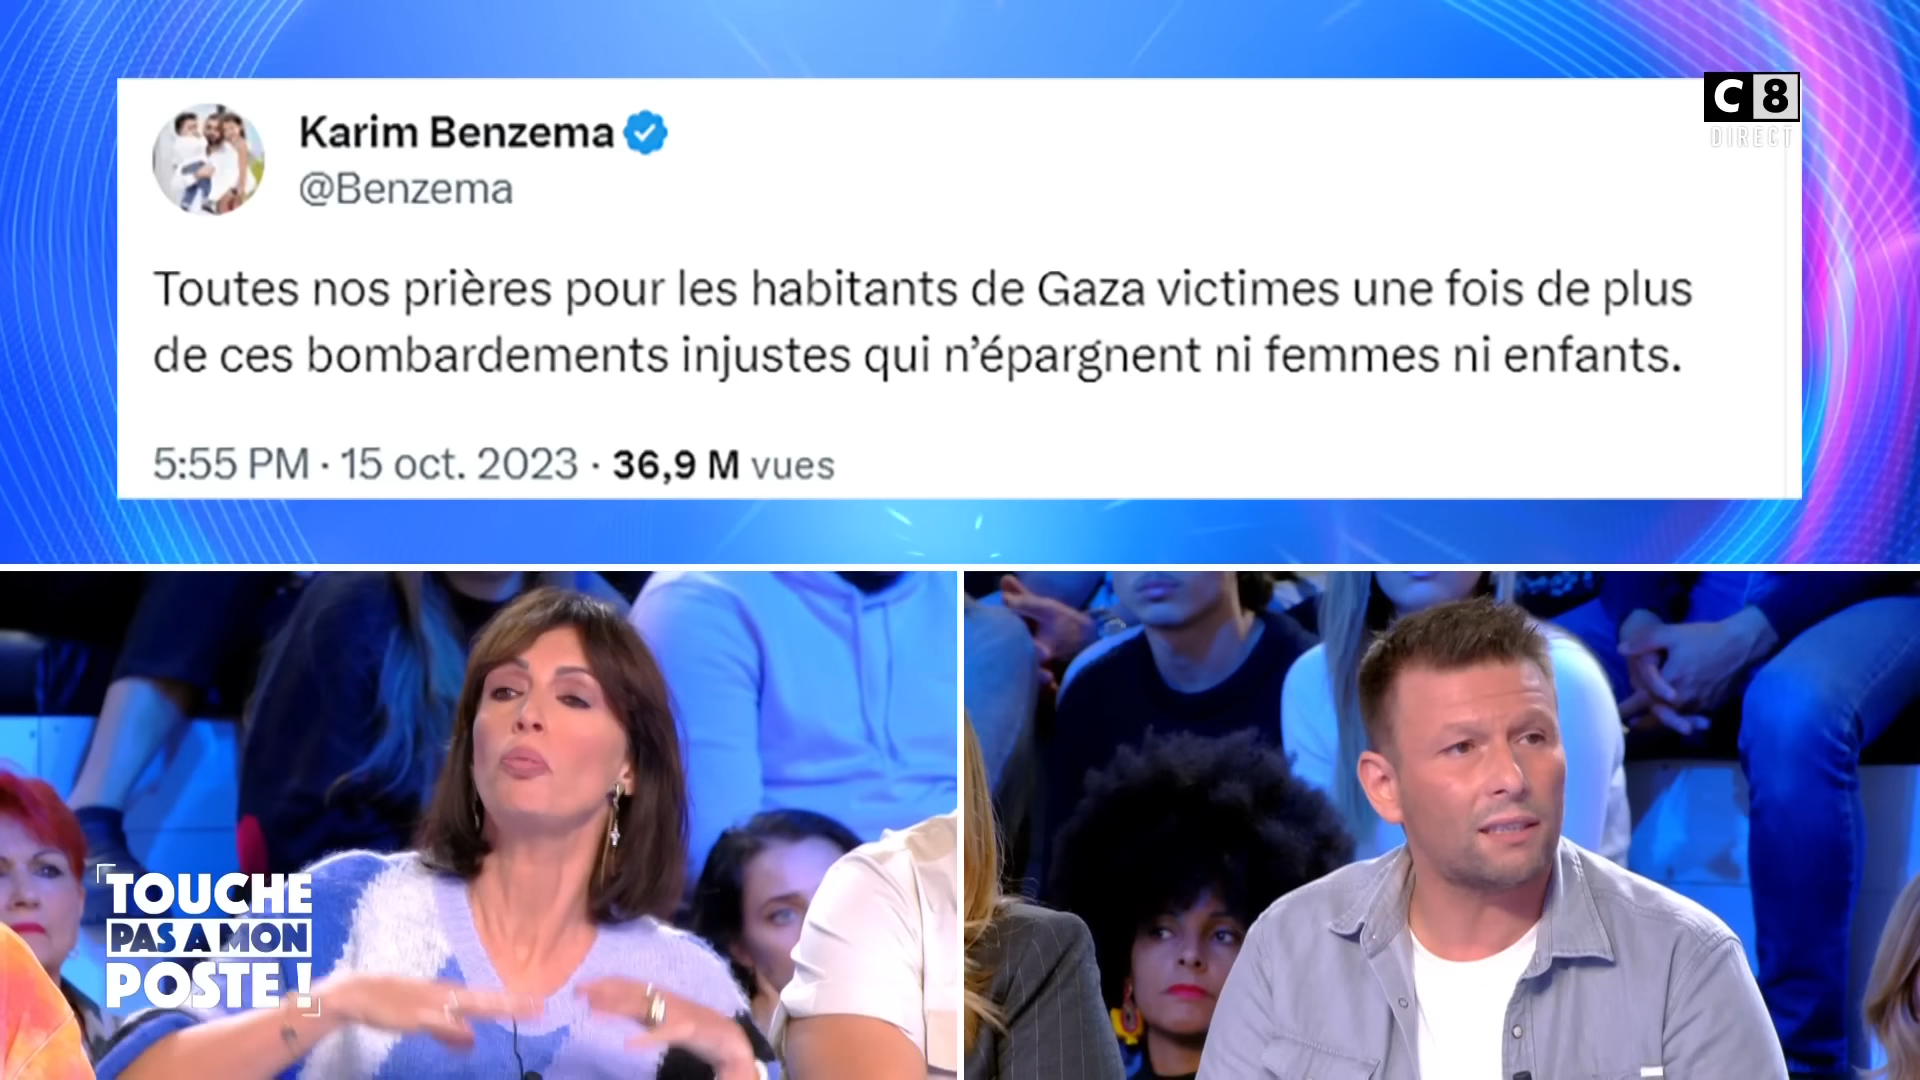 Karim Benzema
@Benzema
Toutes nos prières pour les habitants de Gaza victimes une fois de plus
de ces bombardements injustes qui n’épargnent ni femmes ni enfants.
5:55 PM · 15 oct. 2023 · 36,9 M vues
C8
DIRECT
TOUCHE
PAS A MON
POSTE !